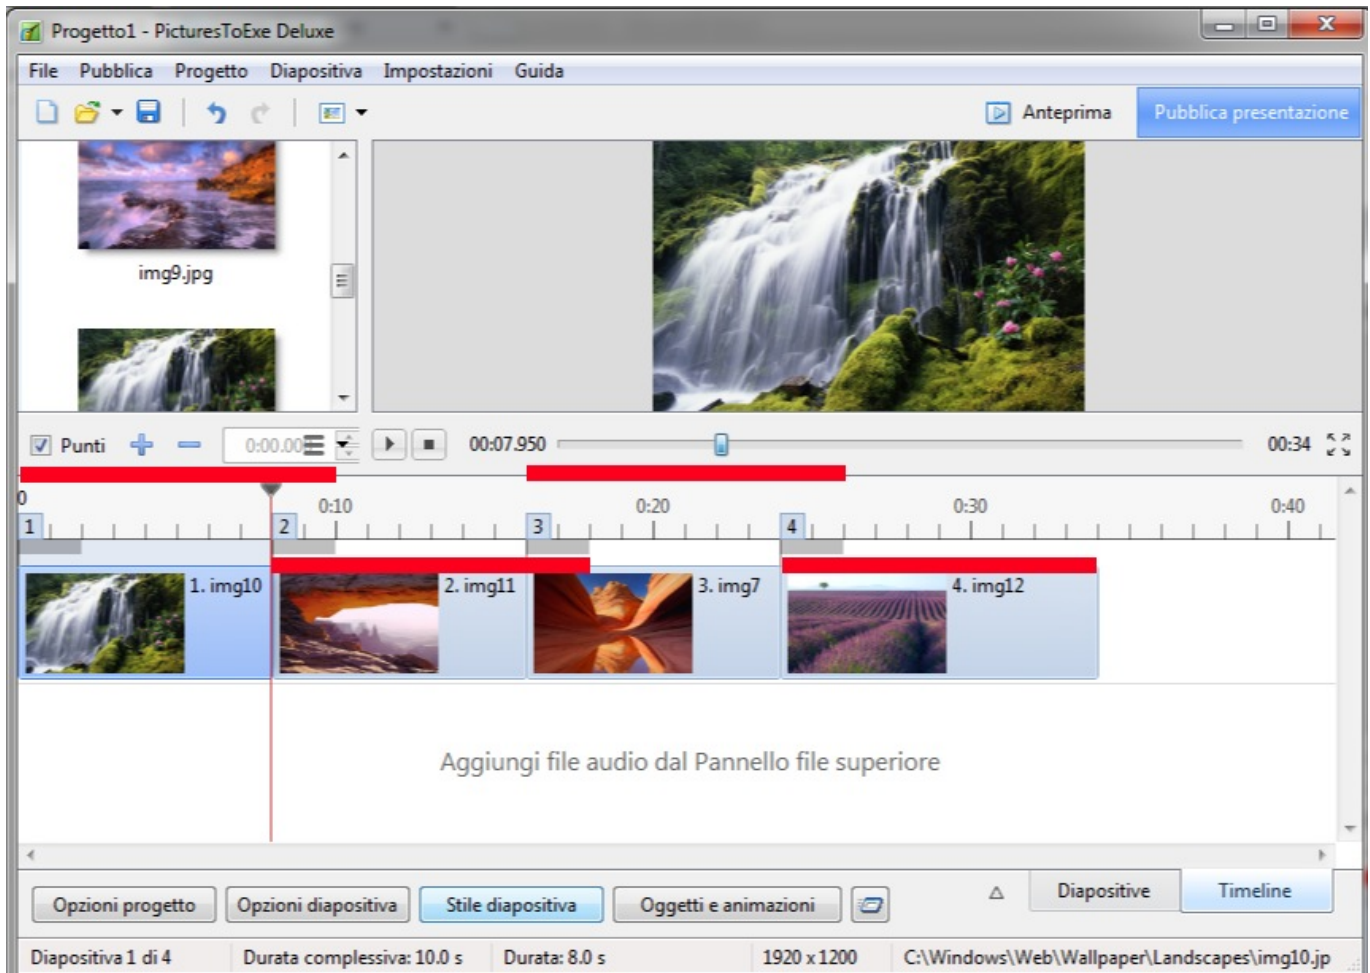 Progetto1 - PicturesToExe Deluxe
File Pubblica Progetto Diapositiva Impostazioni Guida
Anteprima Pubblica presentazione
img9.jpg
Punti 0:00.00 00:07.950 00:34
0 0:10 0:20 0:30 0:40
1 2 3 4
1. img10 2. img11 3. img7 4. img12
Aggiungi file audio dal Pannello file superiore
Opzioni progetto Opzioni diapositiva Stile diapositiva Oggetti e animazioni Diapositive Timeline
Diapositiva 1 di 4 Durata complessiva: 10.0 s Durata: 8.0 s 1920 x 1200 C:\Windows\Web\Wallpaper\Landscapes\img10.jp